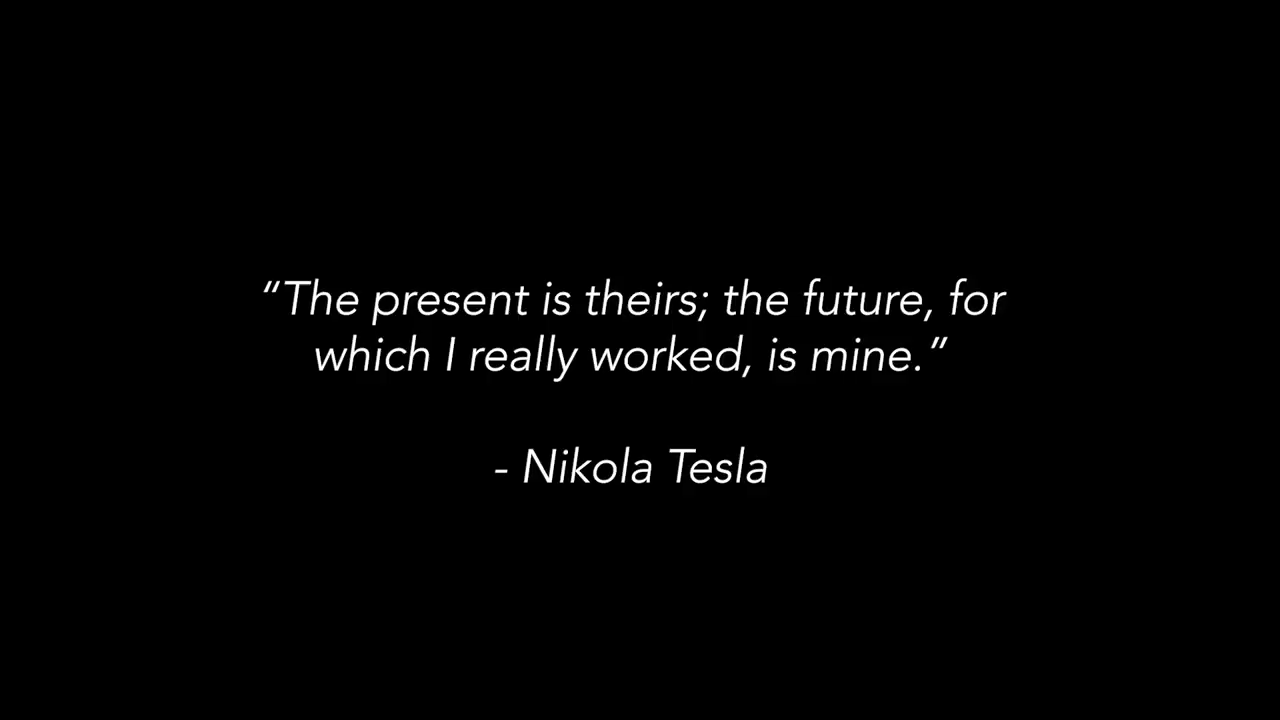 “The present is theirs; the future, for
which I really worked, is mine.”
- Nikola Tesla